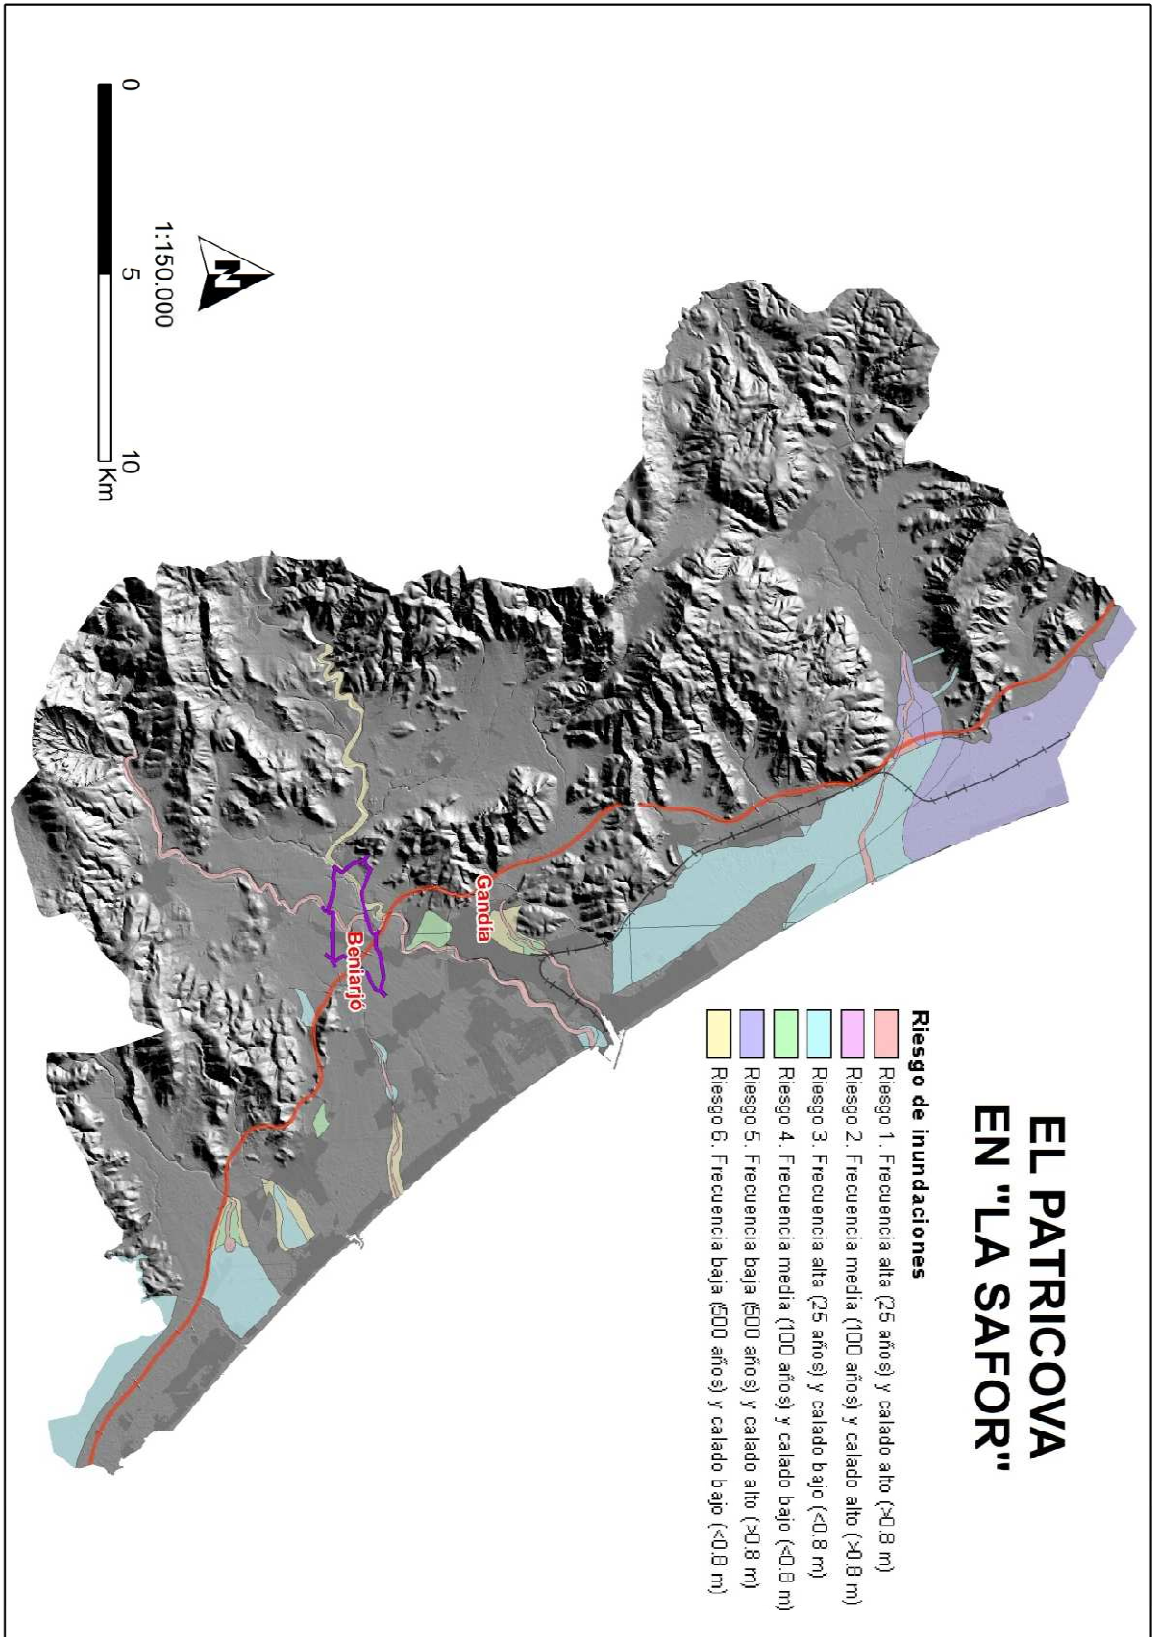 EL PATRICOVA
EN "LA SAFOR"
Riesgo de inundaciones
Riesgo 1. Frecuencia alta (25 años) y calado alto (>0.8 m)
Riesgo 2. Frecuencia media (100 años) y calado alto (>0.8 m)
Riesgo 3. Frecuencia alta (25 años) y calado bajo (<0.8 m)
Riesgo 4. Frecuencia media (100 años) y calado bajo (<0.8 m)
Riesgo 5. Frecuencia baja (500 años) y calado alto (>0.8 m)
Riesgo 6. Frecuencia baja (500 años) y calado bajo (<0.8 m)
Gandía
Beniarjó
N
1:150.000
0 5 10
Km